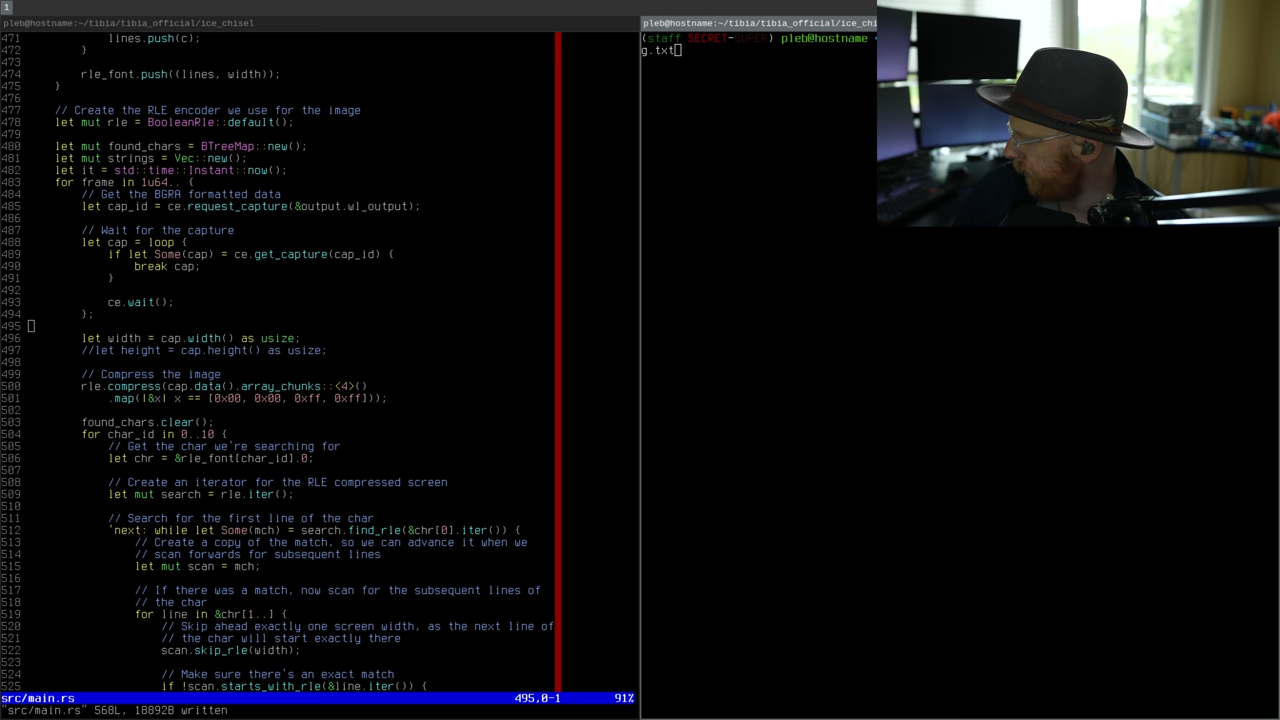 1
pleb@hostname:~/tibia/tibia_official/ice_chisel
471             lines.push(c);
472         }
473
474         rle_font.push((lines, width));
475     }
476
477     // Create the RLE encoder we use for the image
478     let mut rle = BooleanRle::default();
479
480     let mut found_chars = BTreeMap::new();
481     let mut strings = Vec::new();
482     let it = std::time::Instant::now();
483     for frame in 1u64.. {
484         // Get the BGRA formatted data
485         let cap_id = ce.request_capture(&output.wl_output);
486
487         // Wait for the capture
488         let cap = loop {
489             if let Some(cap) = ce.get_capture(cap_id) {
490                 break cap;
491             }
492
493             ce.wait();
494         };
495
496         let width = cap.width() as usize;
497         //let height = cap.height() as usize;
498
499         // Compress the image
500         rle.compress(cap.data().array_chunks::<4>()
501             .map(|&x| x == [0x00, 0x00, 0xff, 0xff]));
502
503         found_chars.clear();
504         for char_id in 0..10 {
505             // Get the char we're searching for
506             let chr = &rle_font[char_id].0;
507
508             // Create an iterator for the RLE compressed screen
509             let mut search = rle.iter();
510
511             // Search for the first line of the char
512             'next: while let Some(mch) = search.find_rle(&chr[0].iter()) {
513                 // Create a copy of the match, so we can advance it when we
514                 // scan forwards for subsequent lines
515                 let mut scan = mch;
516
517                 // If there was a match, now scan for the subsequent lines of
518                 // the char
519                 for line in &chr[1..] {
520                     // Skip ahead exactly one screen width, as the next line of
521                     // the char will start exactly there
522                     scan.skip_rle(width);
523
524                     // Make sure there's an exact match
525                     if !scan.starts_with_rle(&line.iter()) {
src/main.rs 495,0-1 91%
"src/main.rs" 568L, 18892B written
pleb@hostname:~/tibia/tibia_official/ice_chi
(staff SECRET-SUPER) pleb@hostname
g.txt